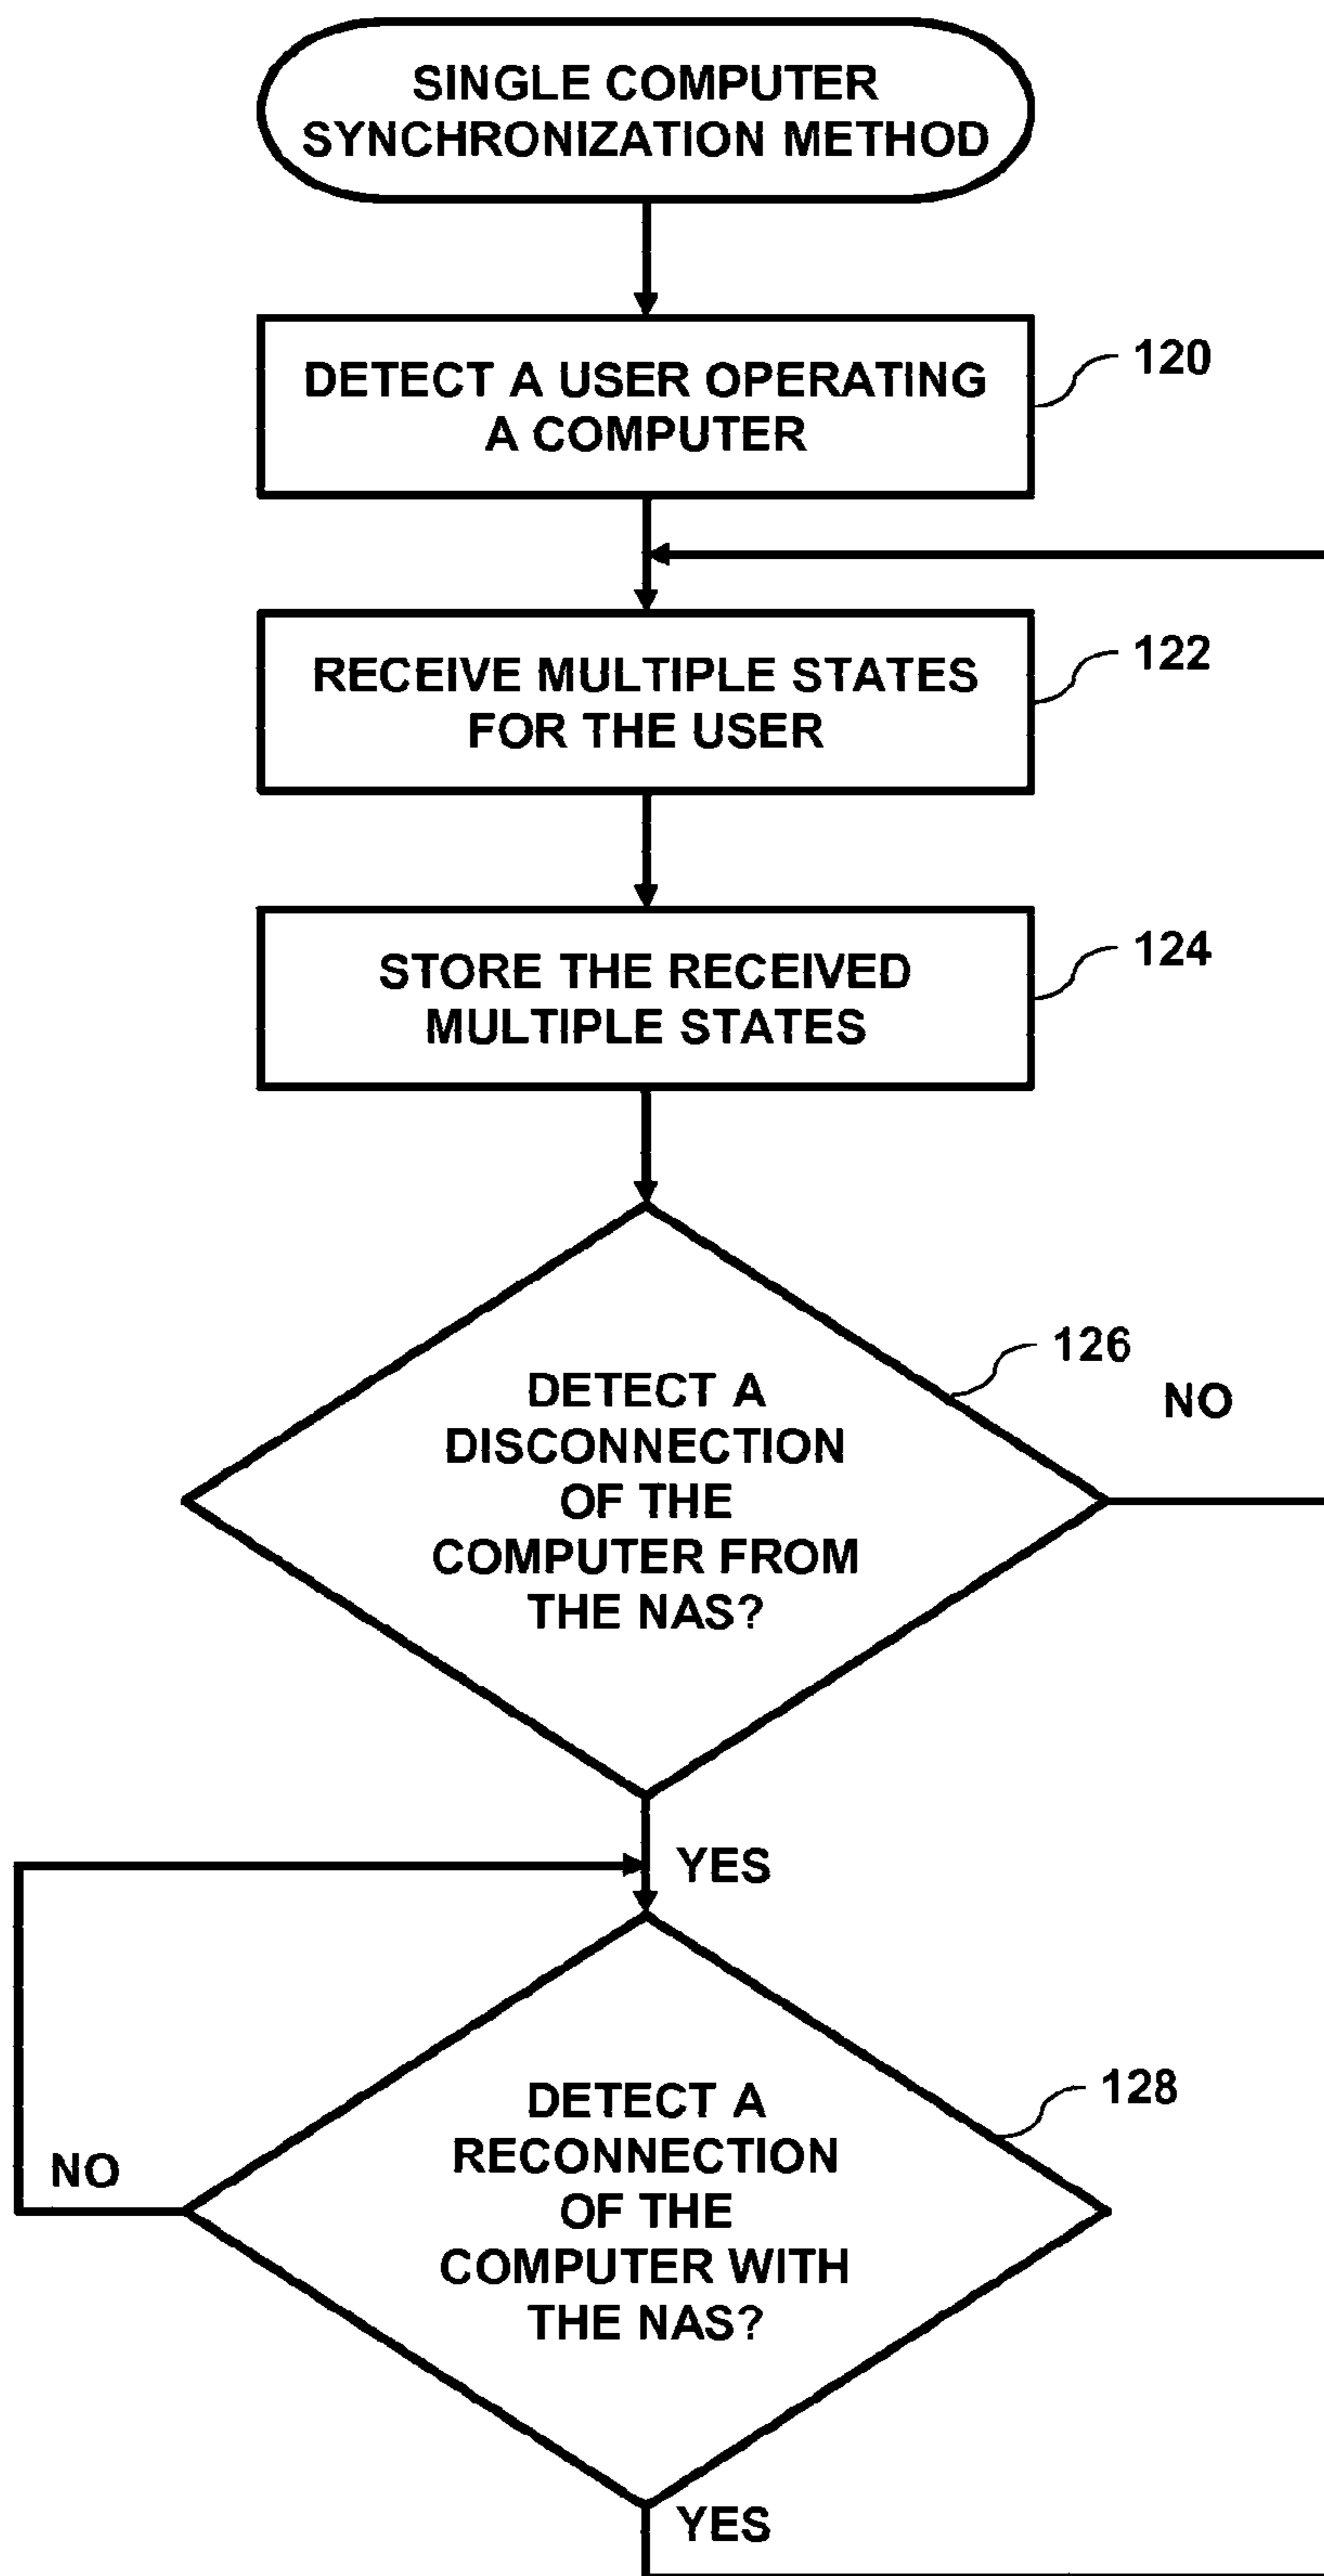 SINGLE COMPUTER
SYNCHRONIZATION METHOD
DETECT A USER OPERATING
A COMPUTER
120
RECEIVE MULTIPLE STATES
FOR THE USER
122
STORE THE RECEIVED
MULTIPLE STATES
124
DETECT A
DISCONNECTION
OF THE
COMPUTER FROM
THE NAS?
126
NO
YES
DETECT A
RECONNECTION
OF THE
COMPUTER WITH
THE NAS?
128
NO
YES